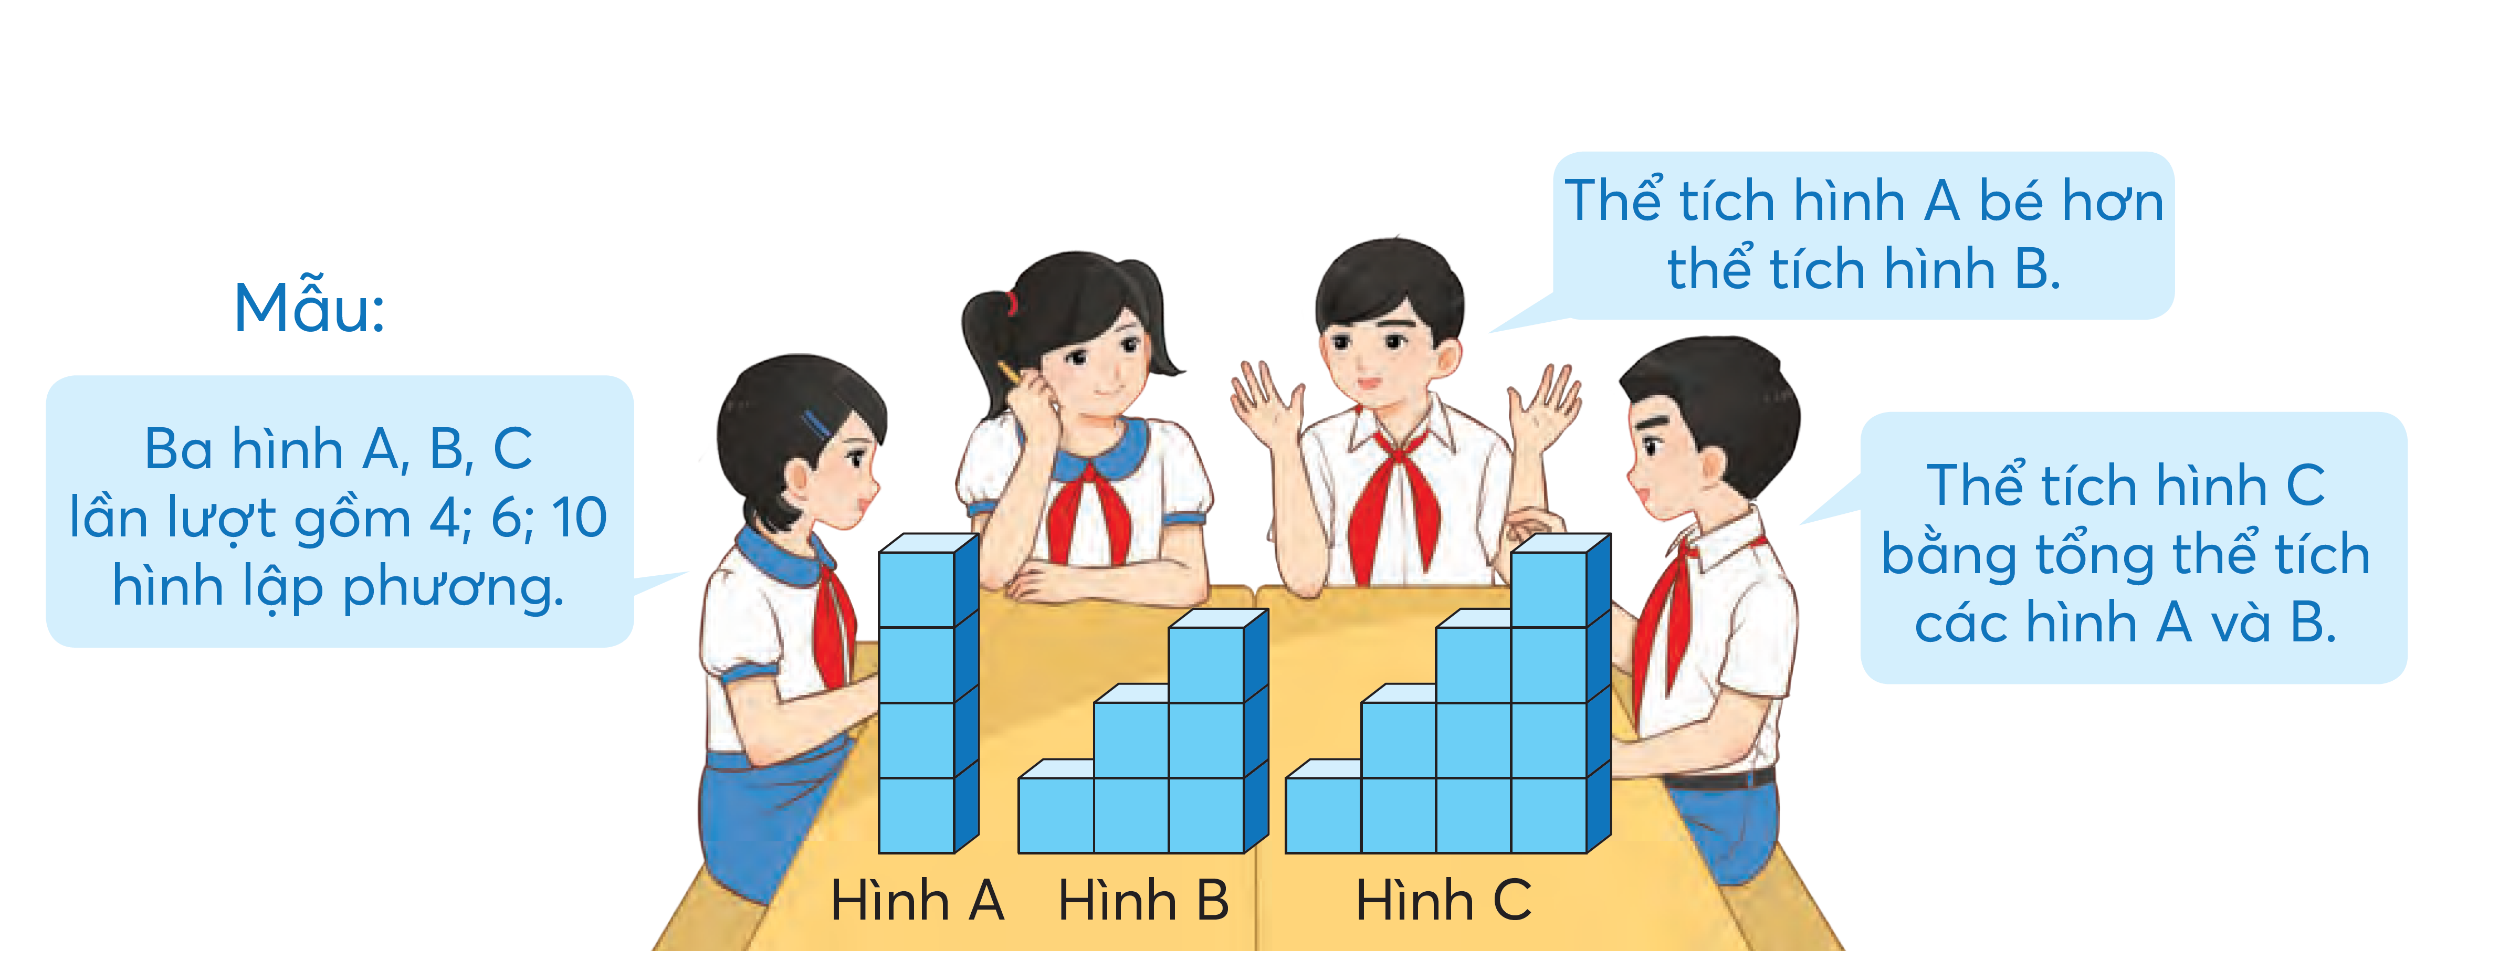 Mẫu:
Ba hình A, B, C
lần lượt gồm 4; 6; 10
hình lập phương.
Thể tích hình A bé hơn
thể tích hình B.
Thể tích hình C
bằng tổng thể tích
các hình A và B.
Hình A
Hình B
Hình C